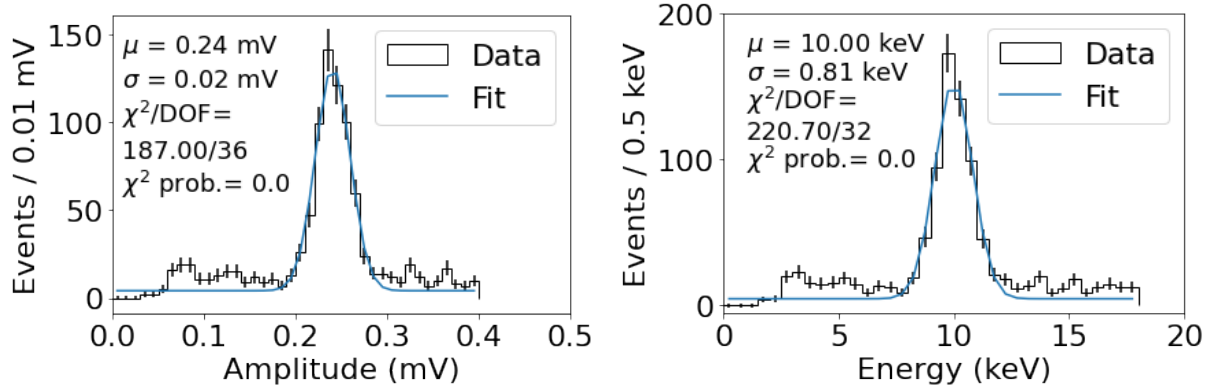 Events / 0.01 mV
150
100
50
0
μ = 0.24 mV
σ = 0.02 mV
χ²/DOF=
187.00/36
χ² prob.= 0.0
Data
Fit
0.0 0.1 0.2 0.3 0.4 0.5
Amplitude (mV)
Events / 0.5 keV
200
100
0
μ = 10.00 keV
σ = 0.81 keV
χ²/DOF=
220.70/32
χ² prob.= 0.0
Data
Fit
0 5 10 15 20
Energy (keV)